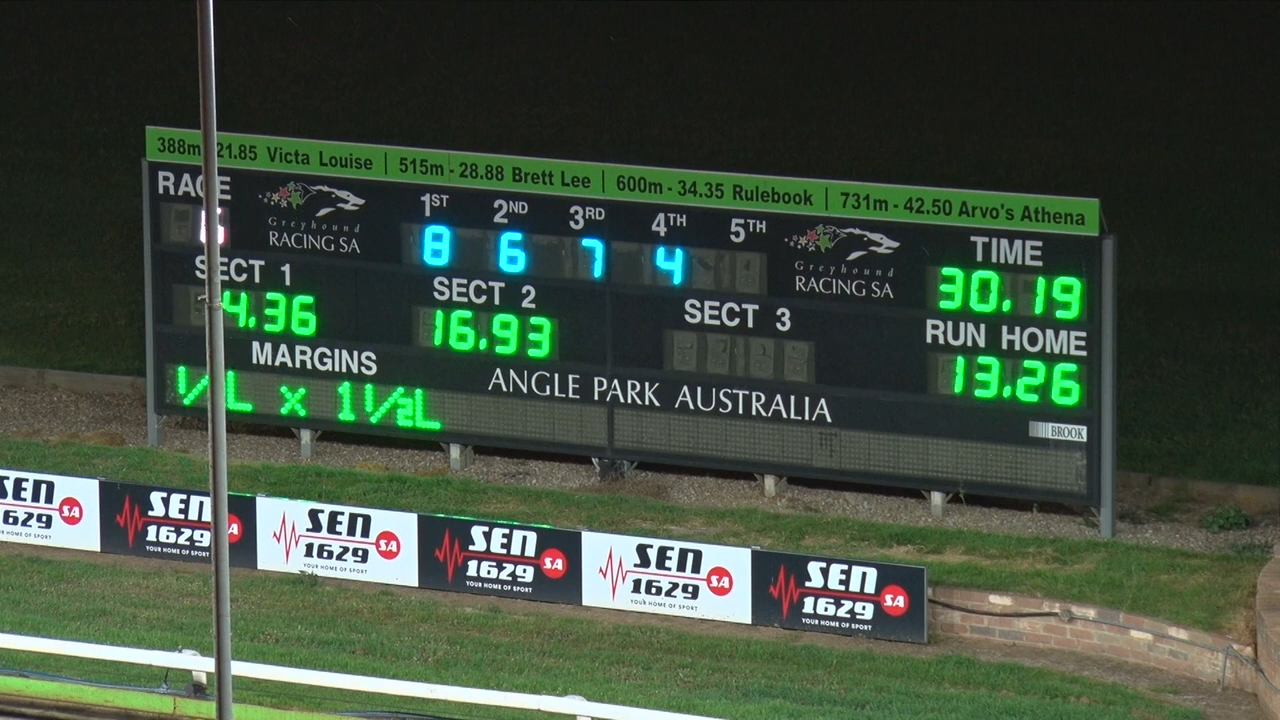 388m 21.85 Victa Louise | 515m - 28.88 Brett Lee | 600m - 34.35 Rulebook | 731m - 42.50 Arvo's Athena
RACE 1ST 2ND 3RD 4TH 5TH TIME
8 6 7 4 30.19
Greyhound RACING SA
Greyhound RACING SA
SECT 1 SECT 2 SECT 3 RUN HOME
4.36 16.93 13.26
MARGINS ANGLE PARK AUSTRALIA
L x 1 1/2L
BROOK
SEN 629 SA
HOME OF SPORT
SEN 1629
YOUR HOME OF SPORT
SEN 1629 SA
YOUR HOME OF SPORT
SEN 1629 SA
YOUR HOME OF SPORT
SEN 1629 SA
YOUR HOME OF SPORT
SEN 1629 SA
YOUR HOME OF SPORT